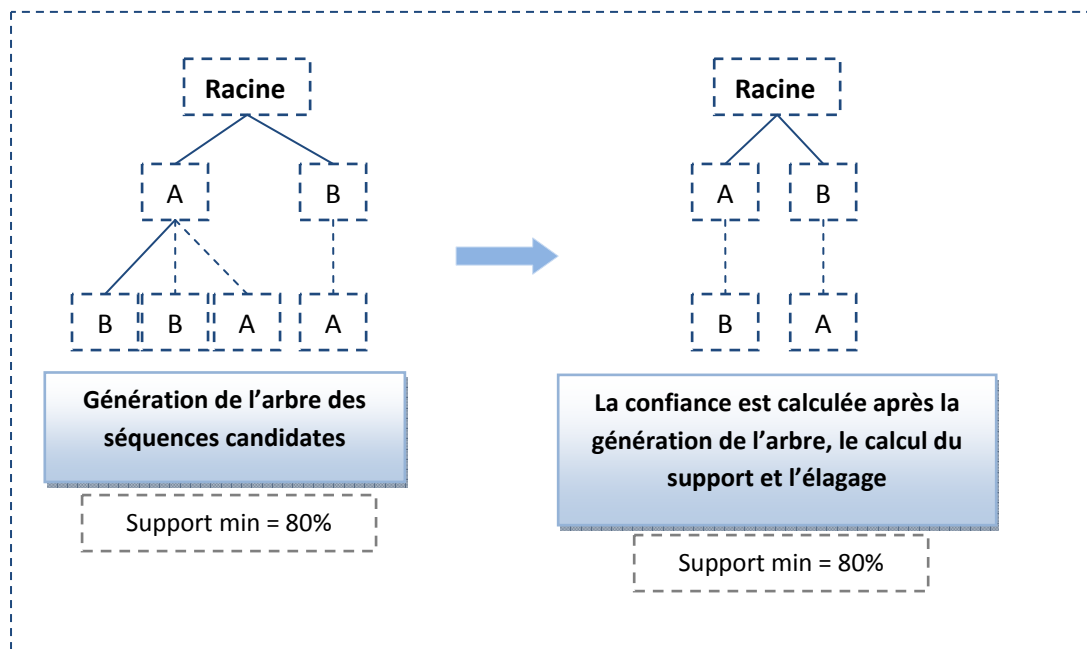 Racine
A
B
B
B
A
A
Génération de l'arbre des
séquences candidates
Support min = 80%
Racine
A
B
B
A
La confiance est calculée après la
génération de l'arbre, le calcul du
support et l'élagage
Support min = 80%